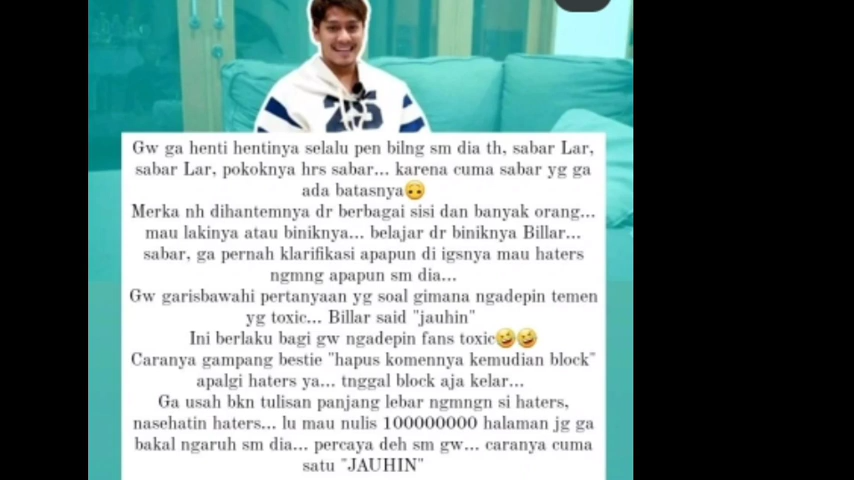 Gw ga henti hentinya selalu pen bilng sm dia th, sabar Lar,
sabar Lar, pokoknya hrs sabar... karena cuma sabar yg ga
ada batasnya😔
Merka nh dihantemnya dr berbagai sisi dan banyak orang...
mau lakinya atau biniknya... belajar dr biniknya Billar...
sabar, ga pernah klarifikasi apapun di igsnya mau haters
ngmng apapun sm dia...
Gw garisbawahi pertanyaan yg soal gimana ngadepin temen
yg toxic... Billar said "jauhin"
Ini berlaku bagi gw ngadepin fans toxic🤣🤣
Caranya gampang bestie "hapus komennya kemudian block"
apalgi haters ya... tnggal block aja kelar...
Ga usah bkn tulisan panjang lebar ngmngn si haters,
nasehatin haters... lu mau nulis 100000000 halaman jg ga
bakal ngaruh sm dia... percaya deh sm gw... caranya cuma
satu "JAUHIN"